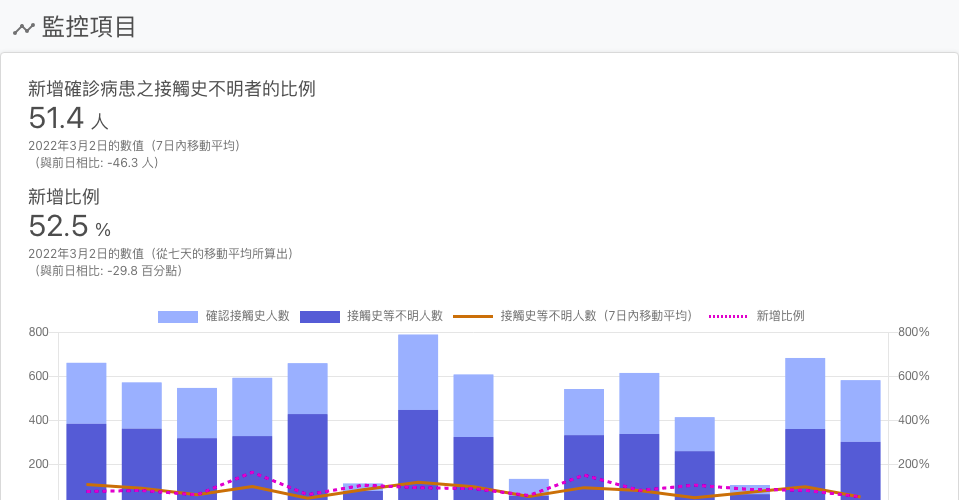 監控項目
新增確診病患之接觸史不明者的比例
51.4 人
2022年3月2日的數值（7日內移動平均）
（與前日相比: -46.3 人）
新增比例
52.5 %
2022年3月2日的數值（從七天的移動平均所算出）
（與前日相比: -29.8 百分點）
確認接觸史人數 接觸史等不明人數 接觸史等不明人數（7日內移動平均） 新增比例
800 800%
600 600%
400 400%
200 200%